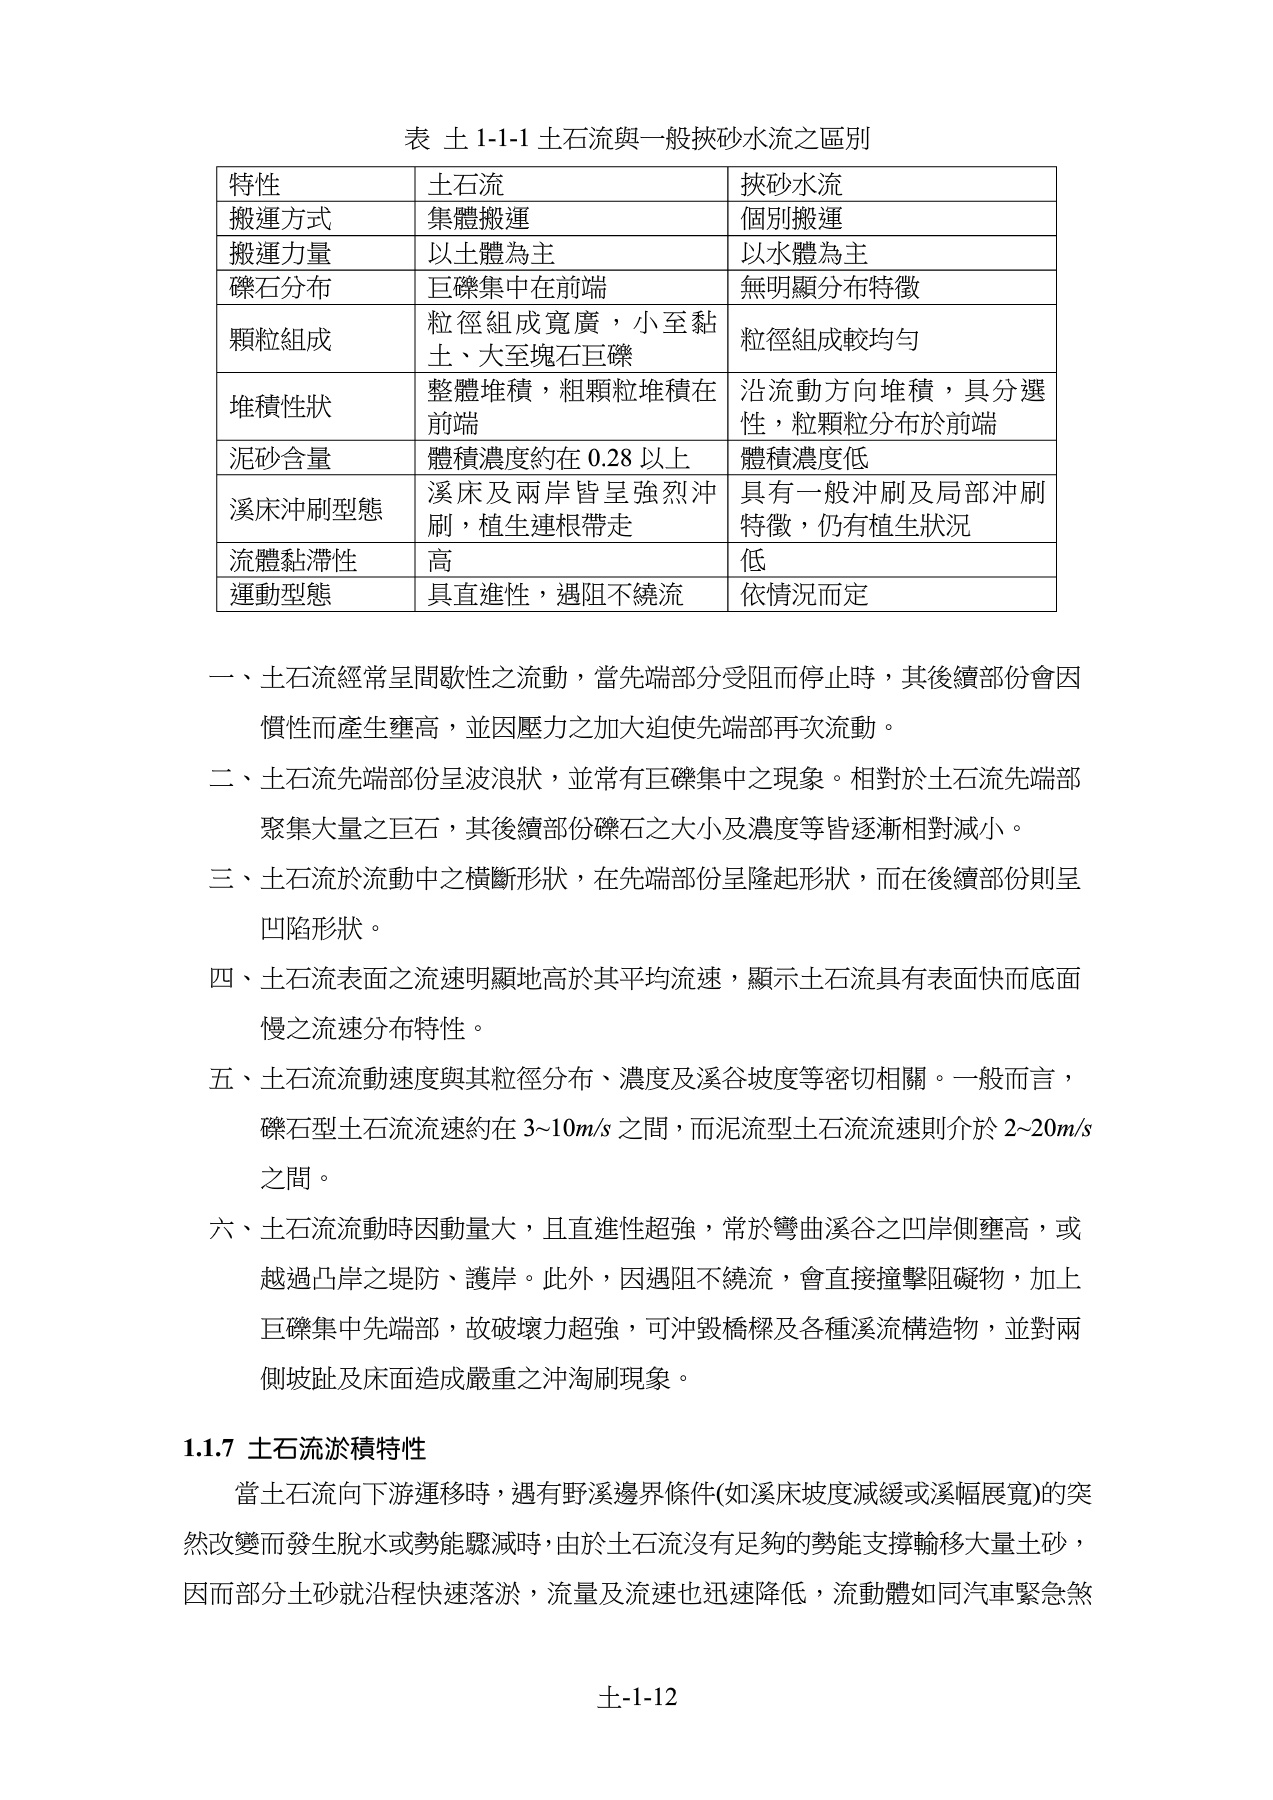 表 土 1-1-1 土石流與一般挾砂水流之區別
特性 土石流 挾砂水流
搬運方式 集體搬運 個別搬運
搬運力量 以土體為主 以水體為主
礫石分布 巨礫集中在前端 無明顯分布特徵
顆粒組成 粒徑組成寬廣，小至黏土、大至塊石巨礫 粒徑組成較均勻
堆積性狀 整體堆積，粗顆粒堆積在前端 沿流動方向堆積，具分選性，粒顆粒分布於前端
泥砂含量 體積濃度約在 0.28 以上 體積濃度低
溪床沖刷型態 溪床及兩岸皆呈強烈沖刷，植生連根帶走 具有一般沖刷及局部沖刷特徵，仍有植生狀況
流體黏滯性 高 低
運動型態 具直進性，遇阻不繞流 依情況而定
一、土石流經常呈間歇性之流動，當先端部分受阻而停止時，其後續部份會因
慣性而產生壅高，並因壓力之加大迫使先端部再次流動。
二、土石流先端部份呈波浪狀，並常有巨礫集中之現象。相對於土石流先端部
聚集大量之巨石，其後續部份礫石之大小及濃度等皆逐漸相對減小。
三、土石流於流動中之橫斷形狀，在先端部份呈隆起形狀，而在後續部份則呈
凹陷形狀。
四、土石流表面之流速明顯地高於其平均流速，顯示土石流具有表面快而底面
慢之流速分布特性。
五、土石流流動速度與其粒徑分布、濃度及溪谷坡度等密切相關。一般而言，
礫石型土石流流速約在 3~10m/s 之間，而泥流型土石流流速則介於 2~20m/s
之間。
六、土石流流動時因動量大，且直進性超強，常於彎曲溪谷之凹岸側壅高，或
越過凸岸之堤防、護岸。此外，因遇阻不繞流，會直接撞擊阻礙物，加上
巨礫集中先端部，故破壞力超強，可沖毀橋樑及各種溪流構造物，並對兩
側坡趾及床面造成嚴重之沖淘刷現象。
1.1.7 土石流淤積特性
當土石流向下游運移時，遇有野溪邊界條件(如溪床坡度減緩或溪幅展寬)的突
然改變而發生脫水或勢能驟減時，由於土石流沒有足夠的勢能支撐輸移大量土砂，
因而部分土砂就沿程快速落淤，流量及流速也迅速降低，流動體如同汽車緊急煞
土-1-12